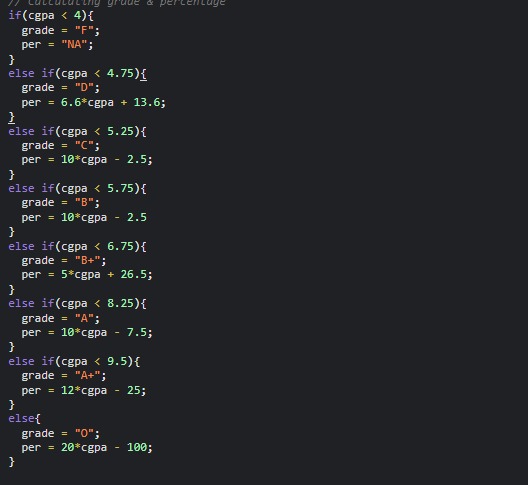 // Calculating grade & percentage
if(cgpa < 4){
  grade = "F";
  per = "NA";
}
else if(cgpa < 4.75){
  grade = "D";
  per = 6.6*cgpa + 13.6;
}
else if(cgpa < 5.25){
  grade = "C";
  per = 10*cgpa - 2.5;
}
else if(cgpa < 5.75){
  grade = "B";
  per = 10*cgpa - 2.5
}
else if(cgpa < 6.75){
  grade = "B+";
  per = 5*cgpa + 26.5;
}
else if(cgpa < 8.25){
  grade = "A";
  per = 10*cgpa - 7.5;
}
else if(cgpa < 9.5){
  grade = "A+";
  per = 12*cgpa - 25;
}
else{
  grade = "O";
  per = 20*cgpa - 100;
}